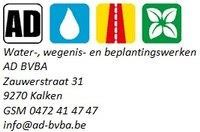 AD
Water-, wegenis- en beplantingswerken
AD BVBA
Zauwerstraat 31
9270 Kalken
GSM 0472 41 47 47
info@ad-bvba.be